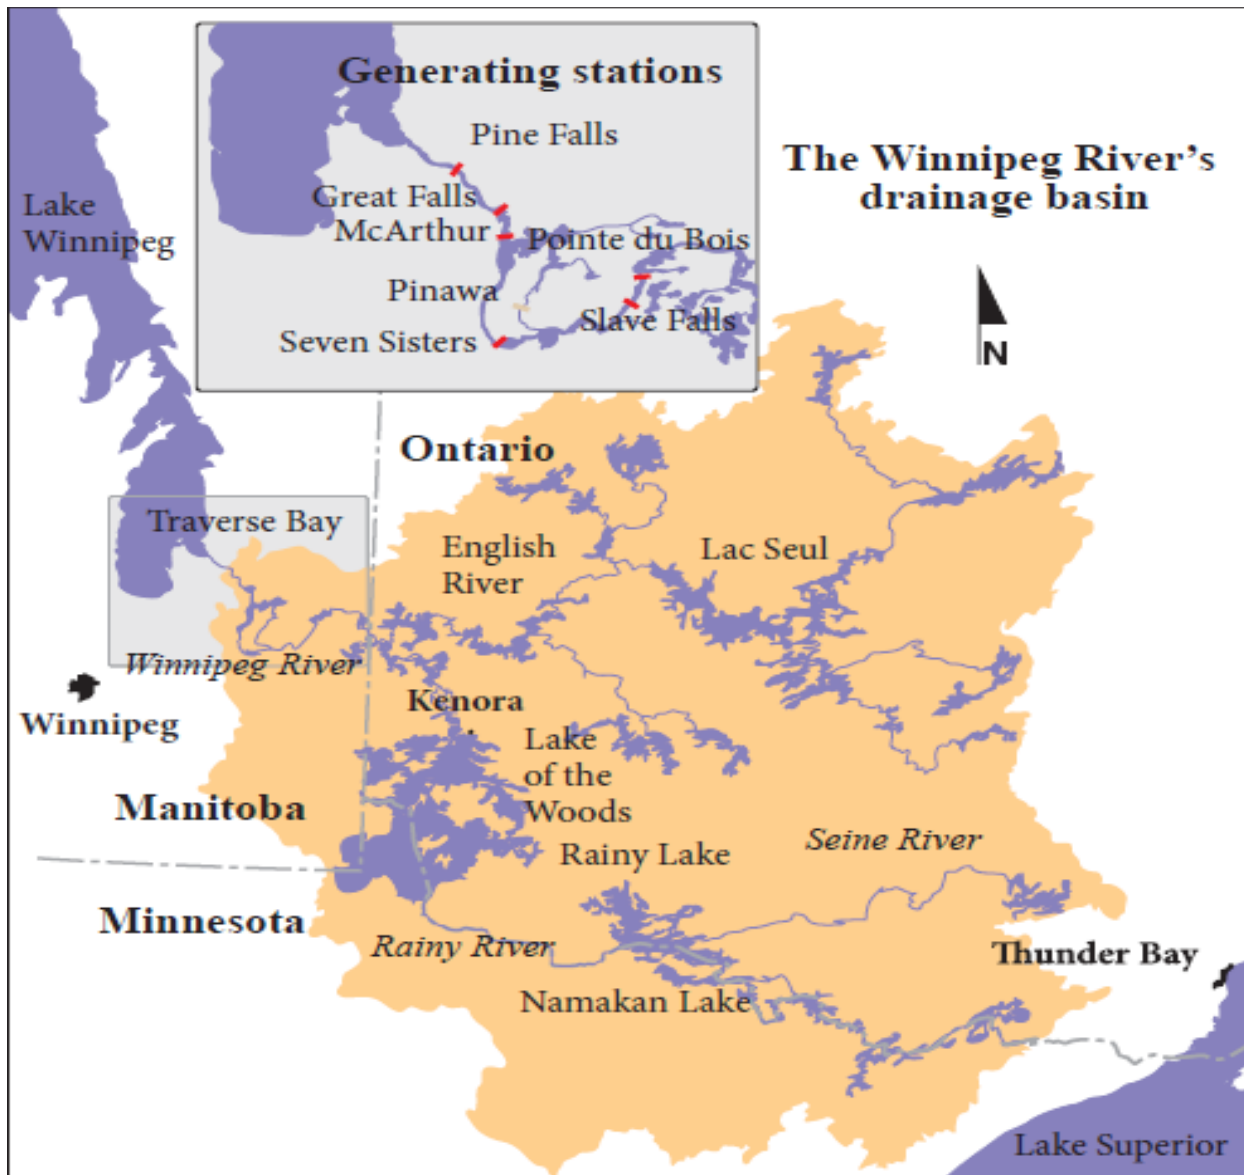 Generating stations
Pine Falls
Great Falls
McArthur
Pointe du Bois
Pinawa
Slave Falls
Seven Sisters
The Winnipeg River's
drainage basin
N
Lake
Winnipeg
Ontario
Traverse Bay
English
River
Lac Seul
Winnipeg River
Winnipeg
Kenora
Lake
of the
Woods
Manitoba
Rainy Lake
Seine River
Minnesota
Rainy River
Namakan Lake
Thunder Bay
Lake Superior